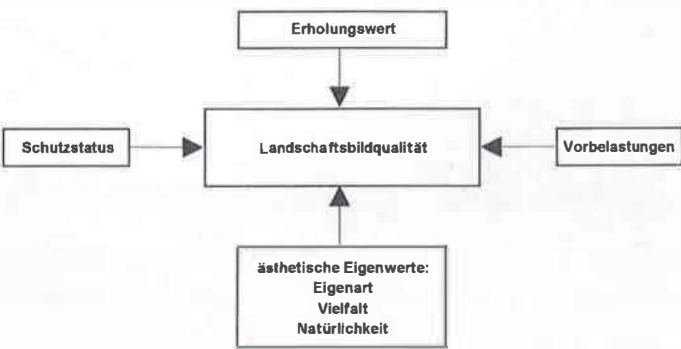 Erholungswert
Schutzstatus
Landschaftsbildqualität
Vorbelastungen
ästhetische Eigenwerte:
Eigenart
Vielfalt
Natürlichkeit